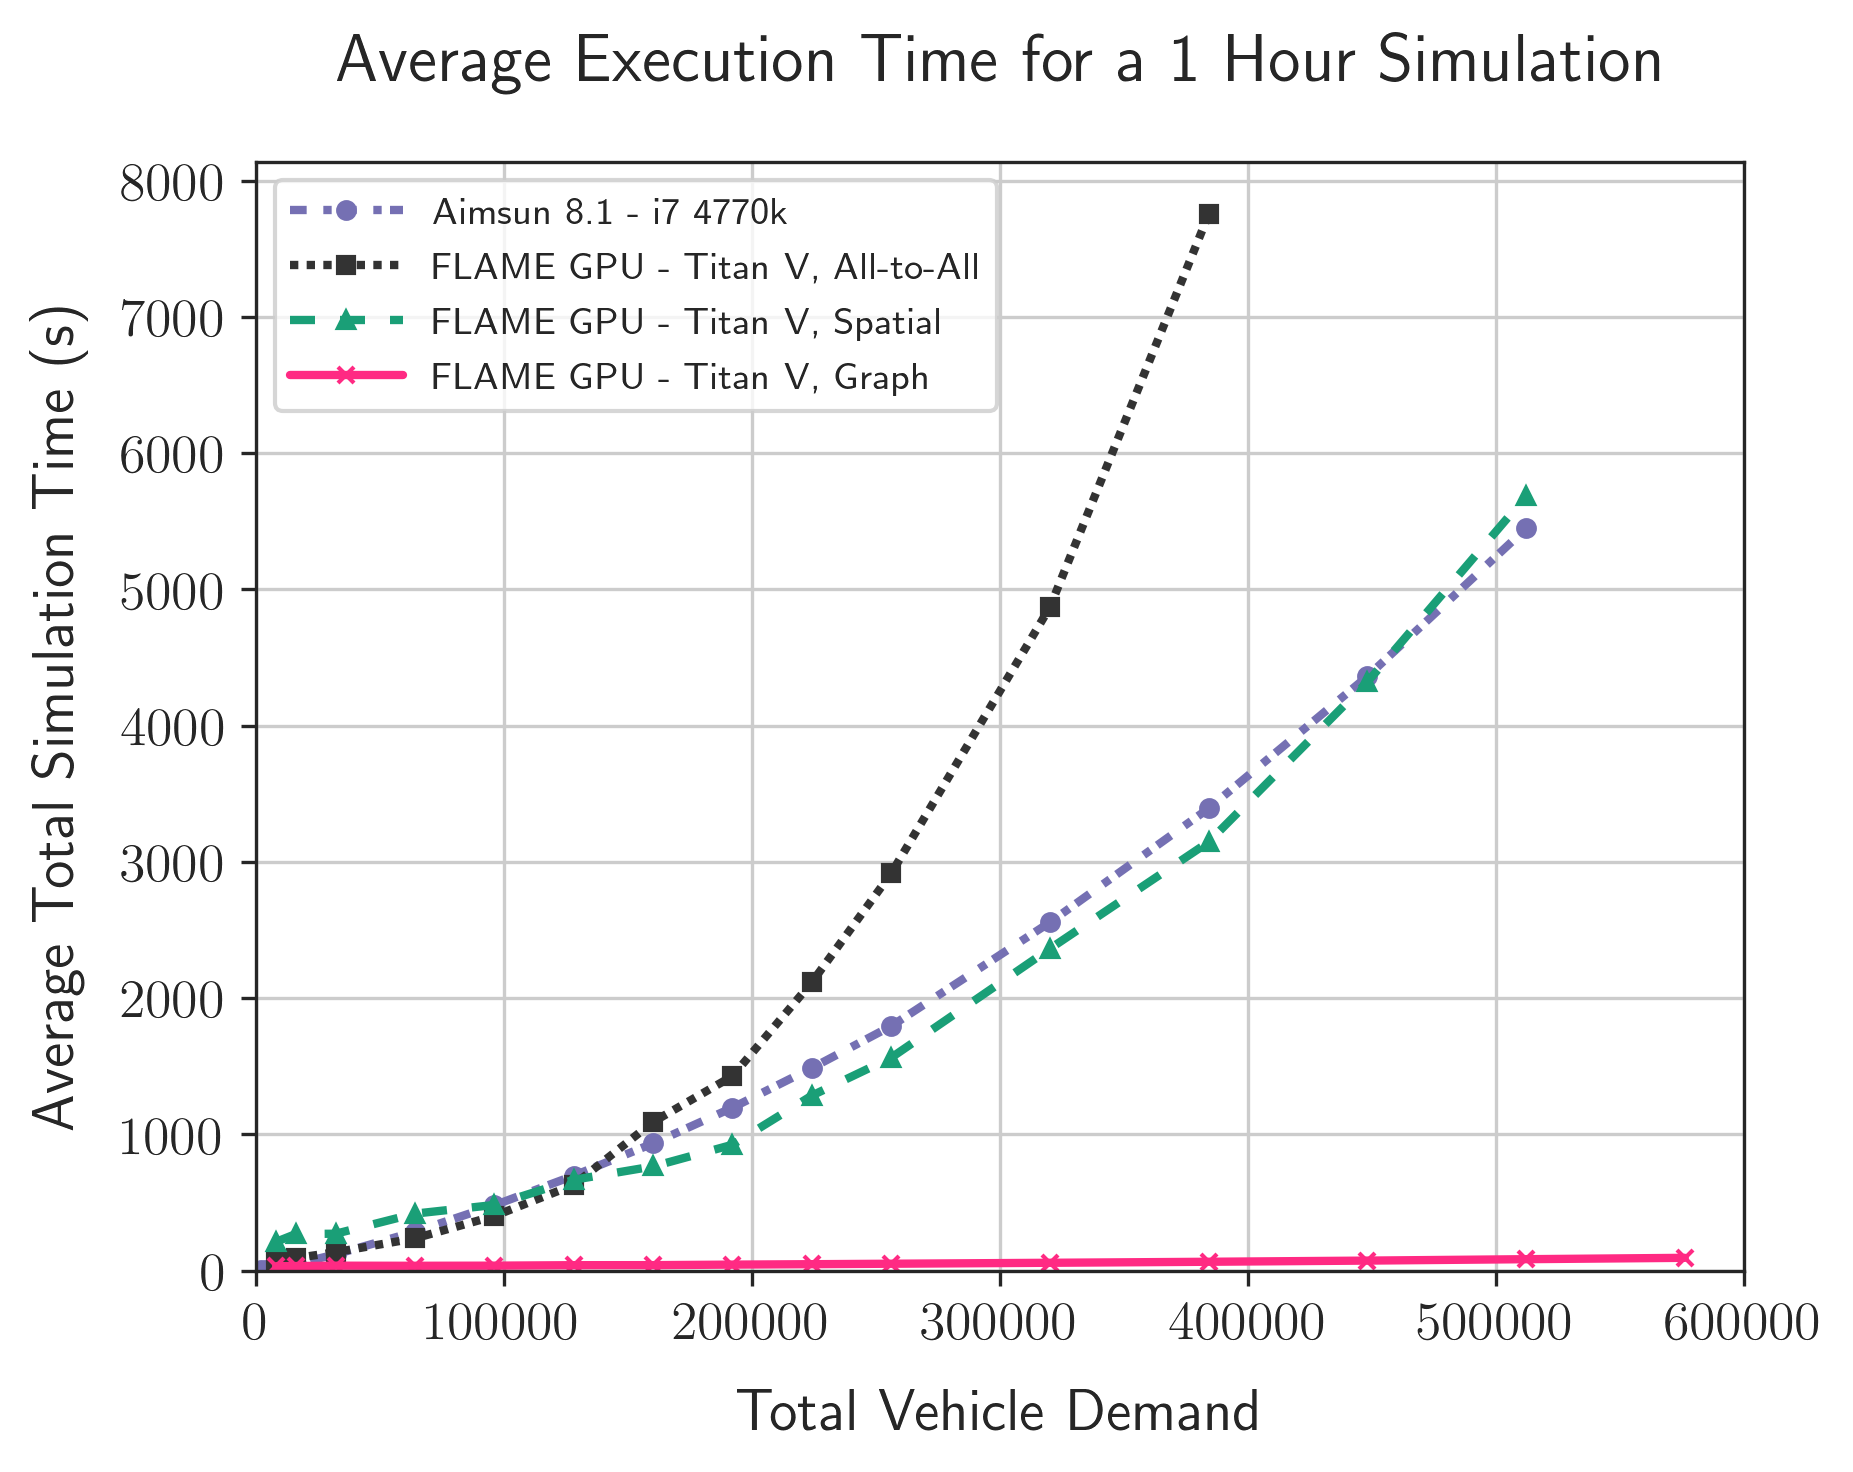 Average Execution Time for a 1 Hour Simulation
8000
7000
6000
5000
4000
3000
2000
1000
0
Average Total Simulation Time (s)
Aimsun 8.1 - i7 4770k
FLAME GPU - Titan V, All-to-All
FLAME GPU - Titan V, Spatial
FLAME GPU - Titan V, Graph
0 100000 200000 300000 400000 500000 600000
Total Vehicle Demand